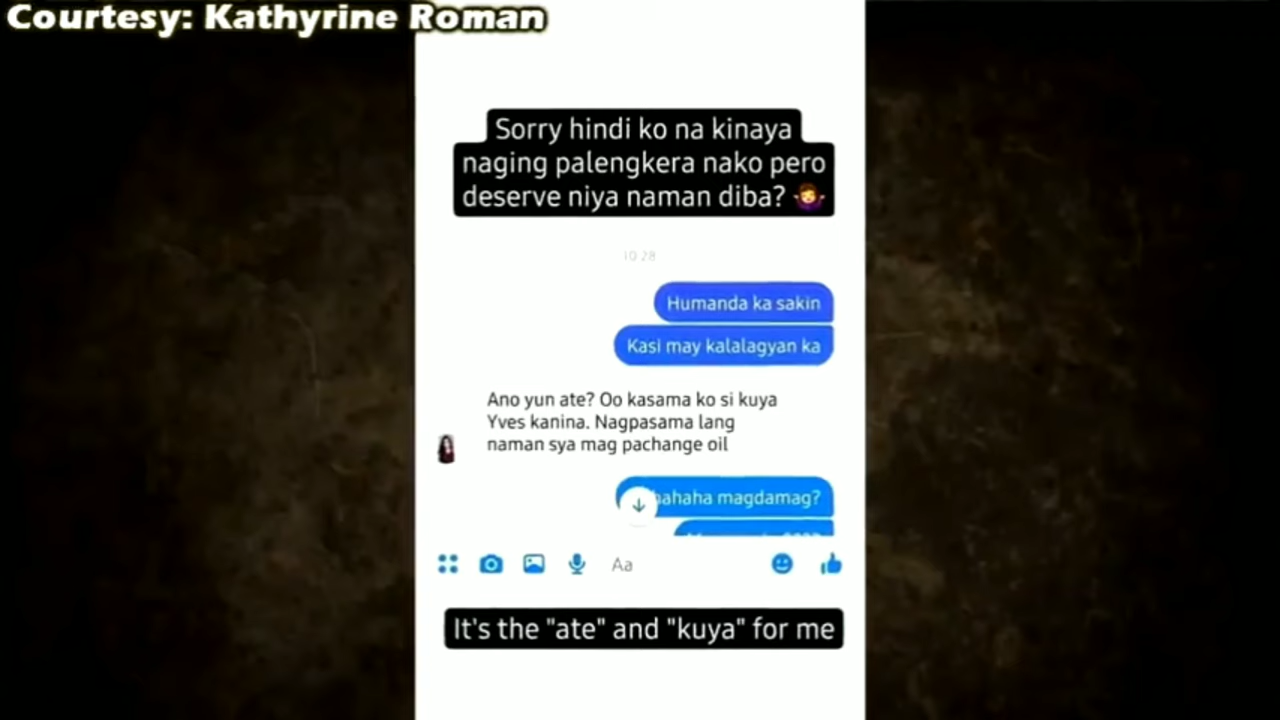 Courtesy: Kathyrine Roman
Sorry hindi ko na kinaya
naging palengkera nako pero
deserve niya naman diba? 🤷‍♀️
10:28
Humanda ka sakin
Kasi may kalalagyan ka
Ano yun ate? Oo kasama ko si kuya
Yves kanina. Nagpasama lang
naman sya mag pachange oil
magdamag?
Aa
It's the "ate" and "kuya" for me